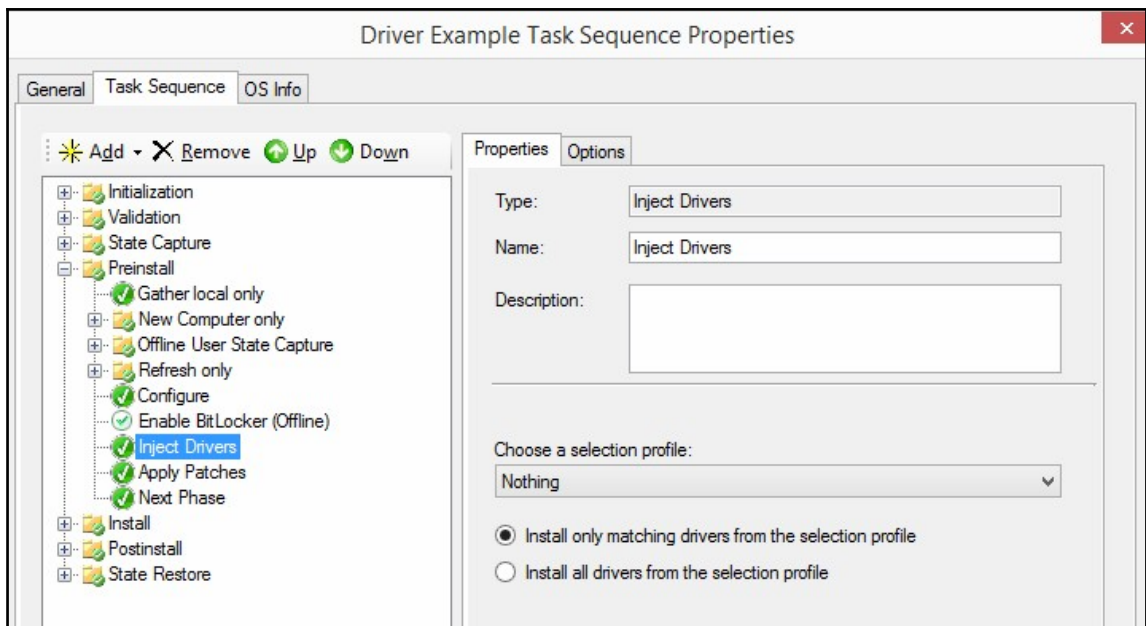 Driver Example Task Sequence Properties
General Task Sequence OS Info
Add Remove Up Down
Initialization
Validation
State Capture
Preinstall
Gather local only
New Computer only
Offline User State Capture
Refresh only
Configure
Enable BitLocker (Offline)
Inject Drivers
Apply Patches
Next Phase
Install
Postinstall
State Restore
Properties Options
Type: Inject Drivers
Name: Inject Drivers
Description:
Choose a selection profile:
Nothing
Install only matching drivers from the selection profile
Install all drivers from the selection profile